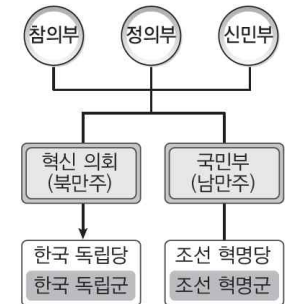 참의부
정의부
신민부
혁신 의회
(북만주)
국민부
(남만주)
한국 독립당
한국 독립군
조선 혁명당
조선 혁명군